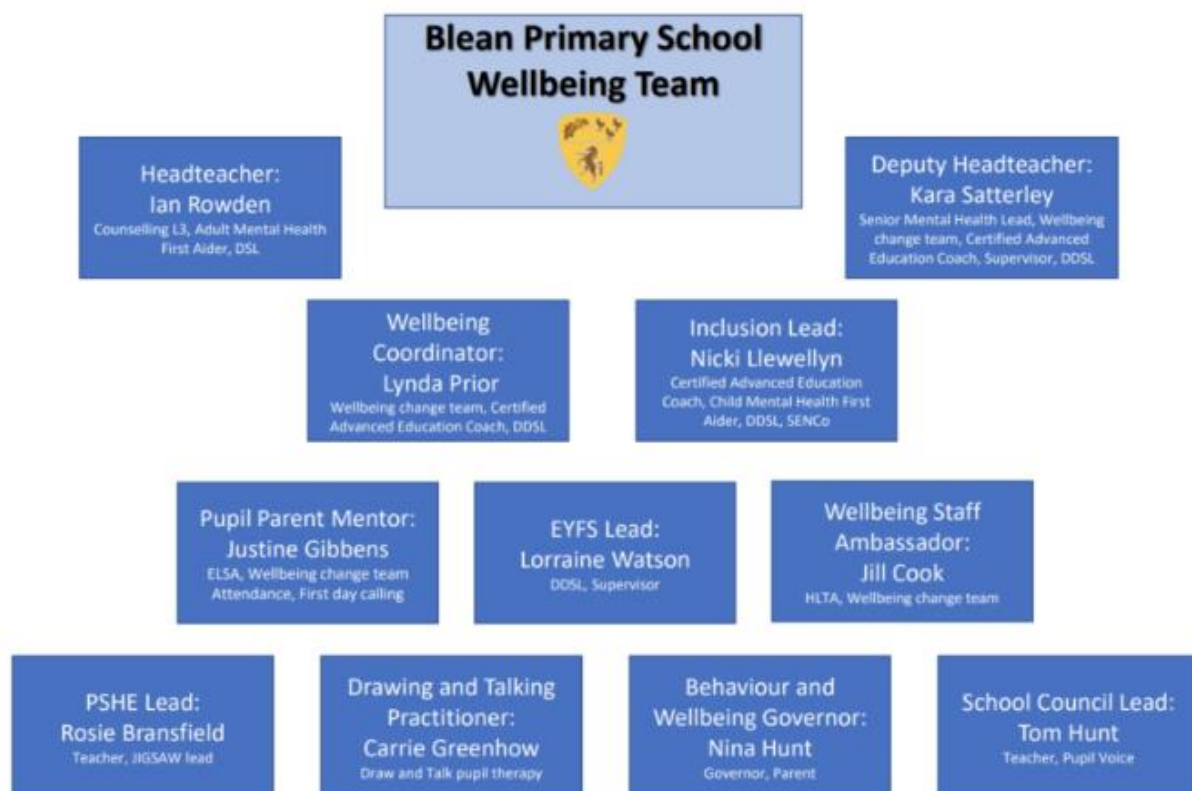 Blean Primary School
Wellbeing Team
Headteacher:
Ian Rowden
Counselling L3, Adult Mental Health
First Aider, DSL
Deputy Headteacher:
Kara Satterley
Senior Mental Health Lead, Wellbeing
change team, Certified Advanced
Education Coach, Supervisor, DDSL
Wellbeing
Coordinator:
Lynda Prior
Wellbeing change team, Certified
Advanced Education Coach, DDSL
Inclusion Lead:
Nicki Llewellyn
Certified Advanced Education
Coach, Child Mental Health First
Aider, DDSL, SENCo
Pupil Parent Mentor:
Justine Gibbens
ELSA, Wellbeing change team
Attendance, First day calling
EYFS Lead:
Lorraine Watson
DDSL, Supervisor
Wellbeing Staff
Ambassador:
Jill Cook
HLTA, Wellbeing change team
PSHE Lead:
Rosie Bransfield
Teacher, JIGSAW lead
Drawing and Talking
Practitioner:
Carrie Greenhow
Draw and Talk pupil therapy
Behaviour and
Wellbeing Governor:
Nina Hunt
Governor, Parent
School Council Lead:
Tom Hunt
Teacher, Pupil Voice